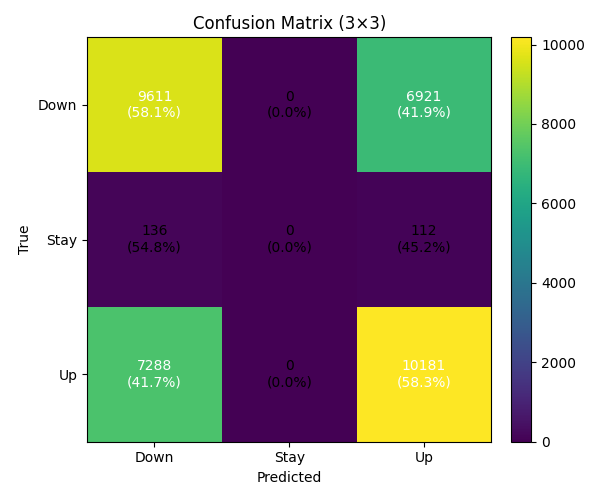 Confusion Matrix (3×3)
True
Down
9611
(58.1%)
0
(0.0%)
6921
(41.9%)
Stay
136
(54.8%)
0
(0.0%)
112
(45.2%)
Up
7288
(41.7%)
0
(0.0%)
10181
(58.3%)
Down
Stay
Up
Predicted
10000
8000
6000
4000
2000
0